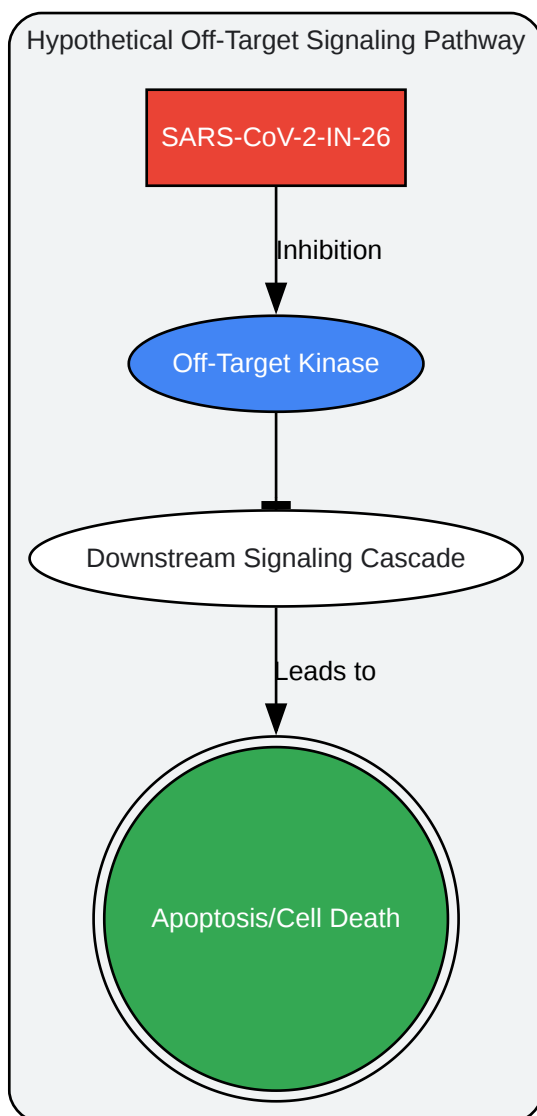 Hypothetical Off-Target Signaling Pathway
SARS-CoV-2-IN-26
Inhibition
Off-Target Kinase
Downstream Signaling Cascade
Leads to
Apoptosis/Cell Death